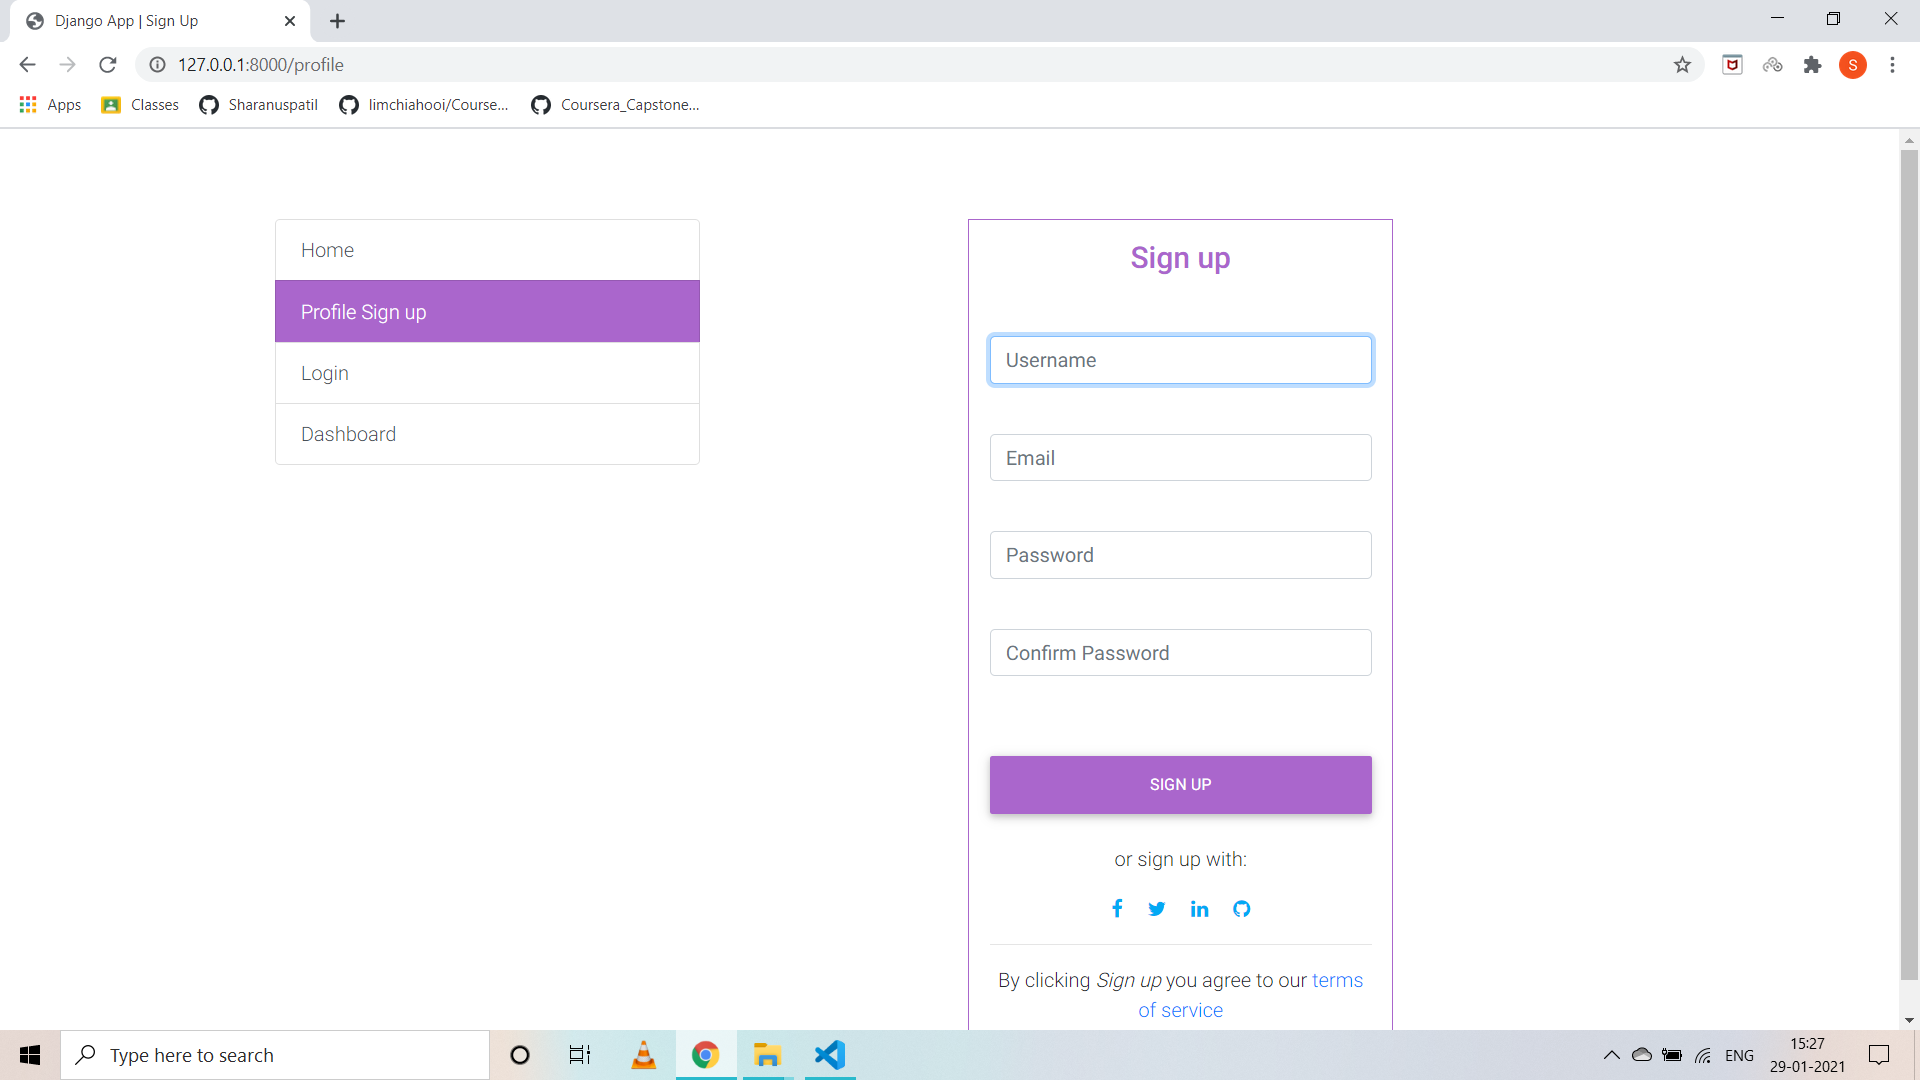 Django App | Sign Up
127.0.0.1:8000/profile
S
Apps
Classes
Sharanuspatil
limchiahooi/Course...
Coursera_Capstone...
Home
Profile Sign up
Login
Dashboard
Sign up
Username
Email
Password
Confirm Password
SIGN UP
or sign up with:
By clicking Sign up you agree to our terms
of service
Type here to search
ENG
15:27
29-01-2021